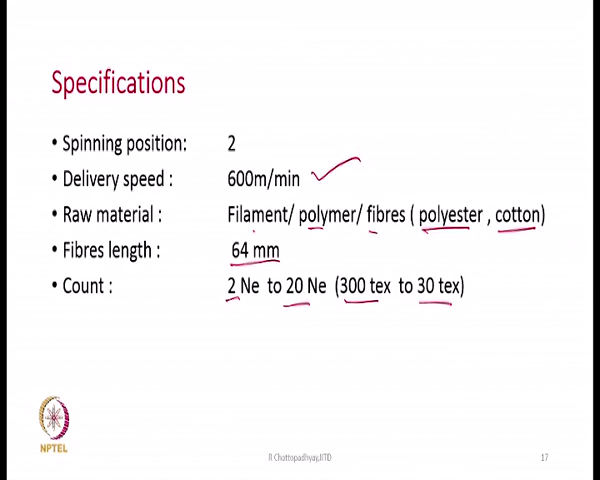 Specifications
• Spinning position: 2
• Delivery speed : 600m/min
• Raw material : Filament/ polymer/ fibres ( polyester , cotton)
• Fibres length : 64 mm
• Count : 2 Ne to 20 Ne (300 tex to 30 tex)
NPTEL
R Chattopadhyay,IITD
17